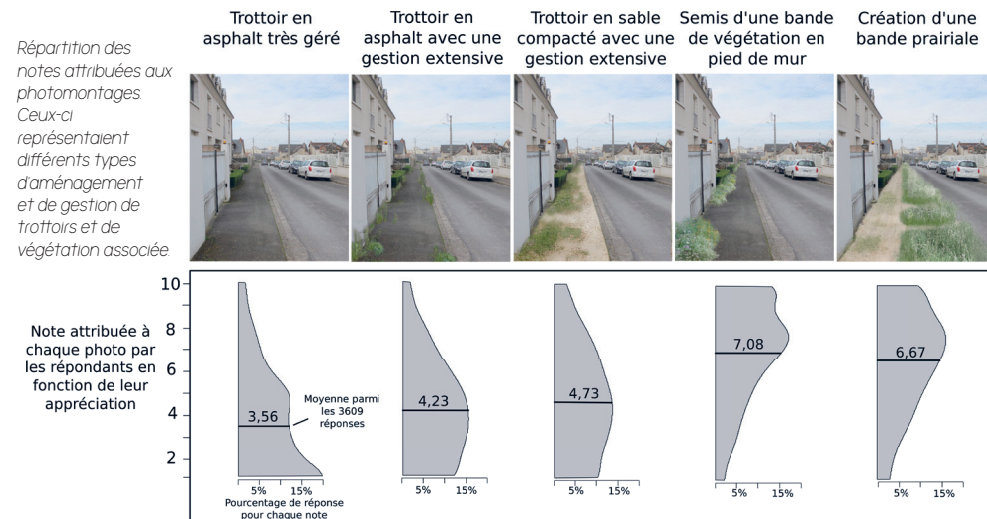 Répartition des
notes attribuées aux
photomontages.
Ceux-ci
représentaient
différents types
d'aménagement
et de gestion de
trottoirs et de
végétation associée.
Trottoir en
asphalt très géré
Trottoir en
asphalt avec une
gestion extensive
Trottoir en sable
compacté avec une
gestion extensive
Semis d'une bande
de végétation en
pied de mur
Création d'une
bande prairiale
Note attribuée à
chaque photo par
les répondants en
fonction de leur
appréciation
10
8
6
4
2
3,56
Moyenne parmi
les 3609
réponses
4,23
4,73
7,08
6,67
5% 15%
Pourcentage de réponse
pour chaque note
5% 15%
5% 15%
5% 15%
5% 15%